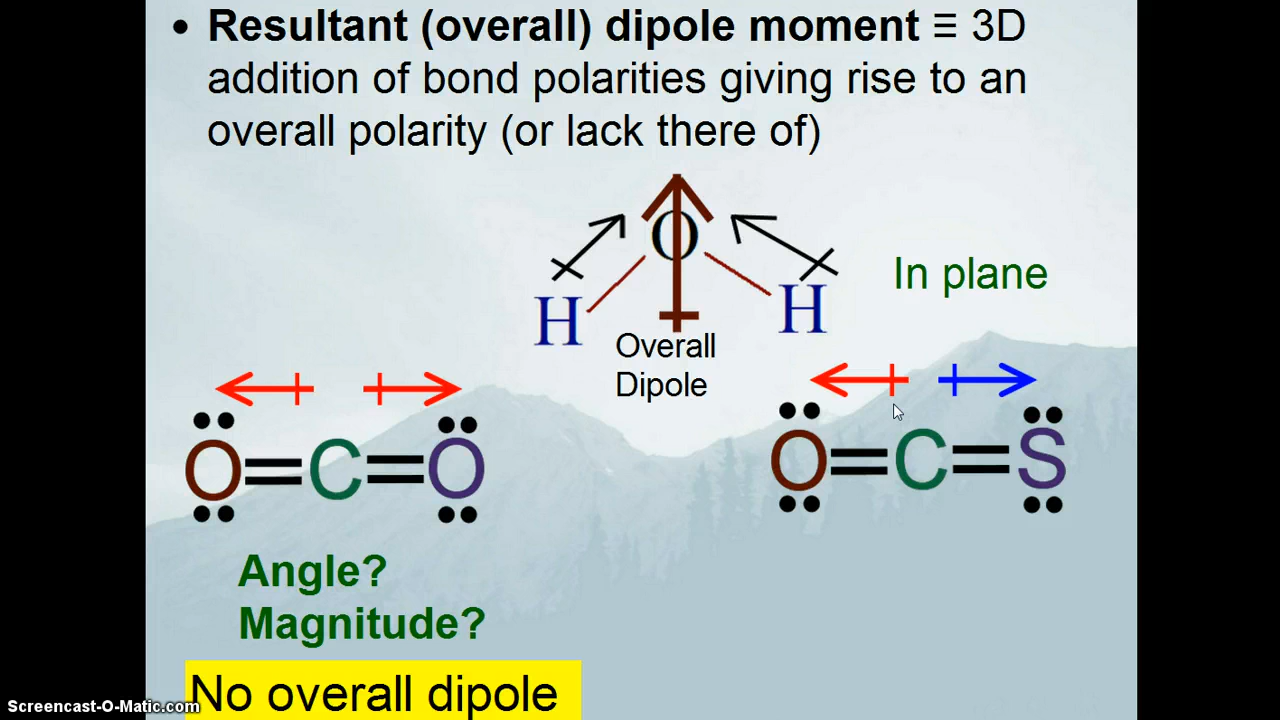 • Resultant (overall) dipole moment ≡ 3D
addition of bond polarities giving rise to an
overall polarity (or lack there of)
O
H
H
In plane
Overall
Dipole
O=C=O
O=C=S
Angle?
Magnitude?
No overall dipole
Screencast-O-Matic.com